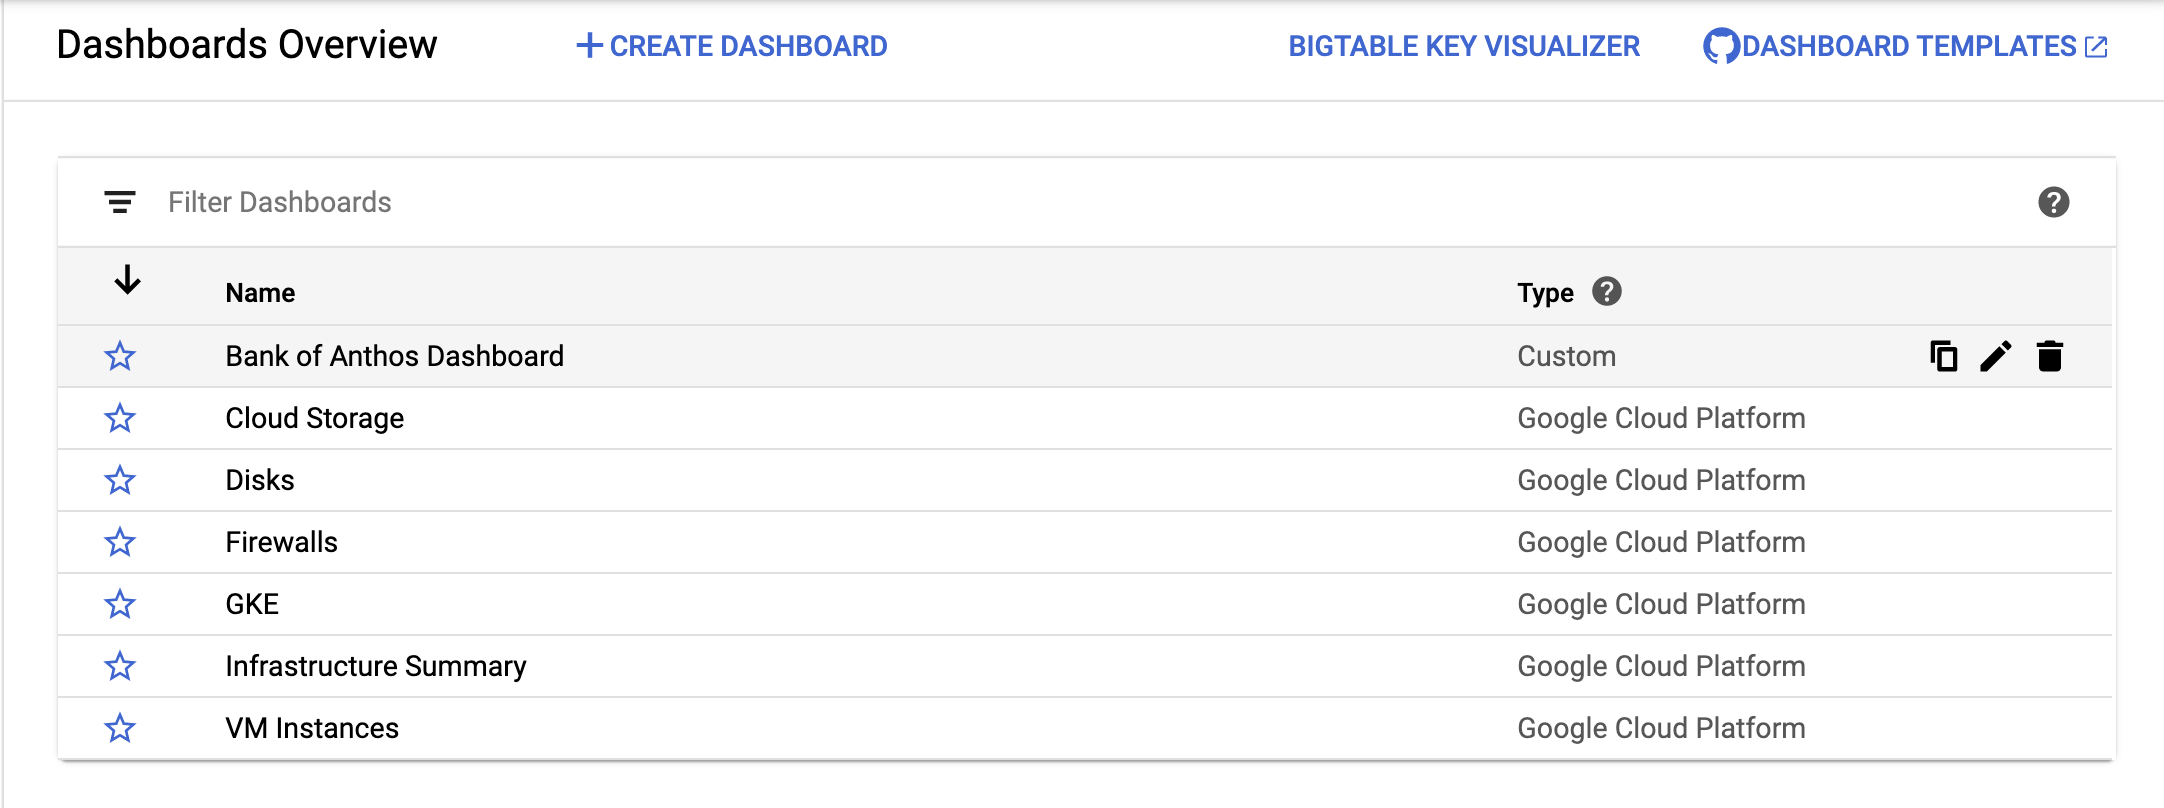 Dashboards Overview CREATE DASHBOARD BIGTABLE KEY VISUALIZER DASHBOARD TEMPLATES
Filter Dashboards
Name Type
Bank of Anthos Dashboard Custom
Cloud Storage Google Cloud Platform
Disks Google Cloud Platform
Firewalls Google Cloud Platform
GKE Google Cloud Platform
Infrastructure Summary Google Cloud Platform
VM Instances Google Cloud Platform